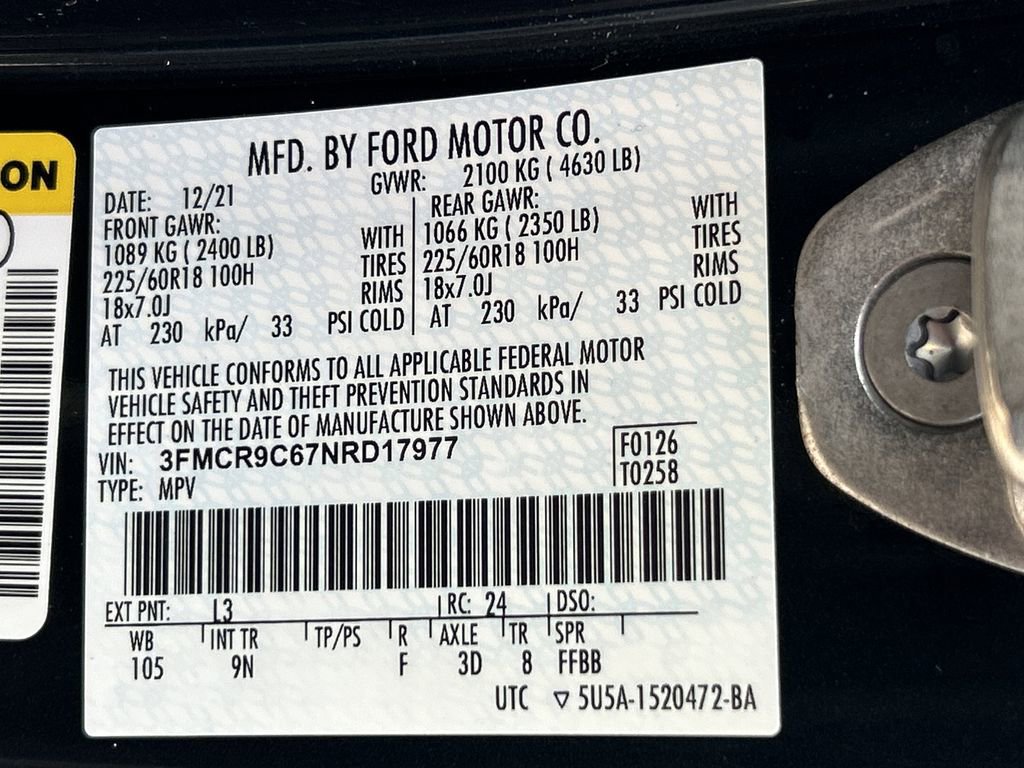 ON
MFD. BY FORD MOTOR CO.
DATE: 12/21 GVWR: 2100 KG ( 4630 LB)
FRONT GAWR: REAR GAWR:
1089 KG ( 2400 LB) WITH 1066 KG ( 2350 LB) WITH
225/60R18 100H TIRES 225/60R18 100H TIRES
18x7.0J RIMS 18x7.0J RIMS
AT 230 kPa/ 33 PSI COLD AT 230 kPa/ 33 PSI COLD
THIS VEHICLE CONFORMS TO ALL APPLICABLE FEDERAL MOTOR
VEHICLE SAFETY AND THEFT PREVENTION STANDARDS IN
EFFECT ON THE DATE OF MANUFACTURE SHOWN ABOVE.
VIN: 3FMCR9C67NRD17977 F0126
TYPE: MPV T0258
EXT PNT: L3 RC: 24 DSO:
WB INT TR TP/PS R AXLE TR SPR
105 9N F 3D 8 FFBB
UTC ▽ 5U5A-1520472-BA